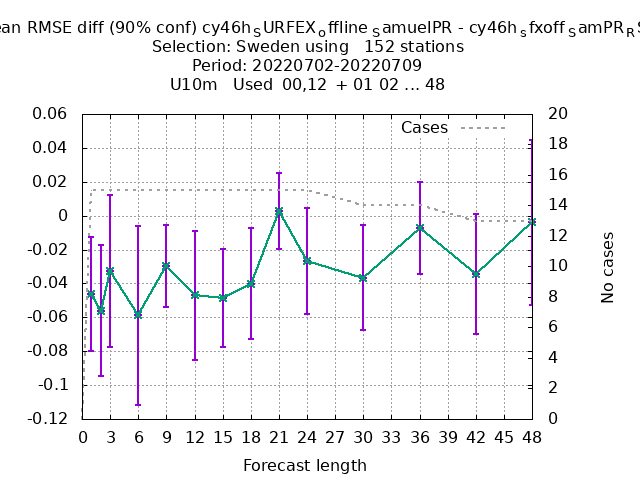 ean RMSE diff (90% conf) cy46h_SURFEX_offline_SamuelPR - cy46h_sfxoff_SamPR_RS
Selection: Sweden using 152 stations
Period: 20220702-20220709
U10m Used 00,12 + 01 02 ... 48
Cases
0.06
0.04
0.02
0
-0.02
-0.04
-0.06
-0.08
-0.1
-0.12
20
18
16
14
12
10
8
6
4
2
0
No cases
0 3 6 9 12 15 18 21 24 27 30 33 36 39 42 45 48
Forecast length